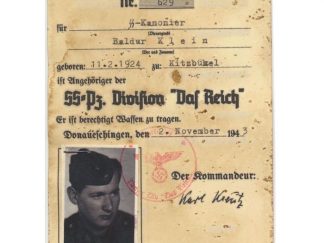 Nr. 629
SS-Kanonier
für
(Dienstgrad)
Baldur Klein
(Vor- und Zuname)
geboren: 11.2.1924 zu: Kitzbühel
ist Angehöriger der
SS-Pz. Division "Das Reich"
Er ist berechtigt Waffen zu tragen.
Donaueschingen, den 2. November 1943
Der Kommandeur:
Karl Kreutz